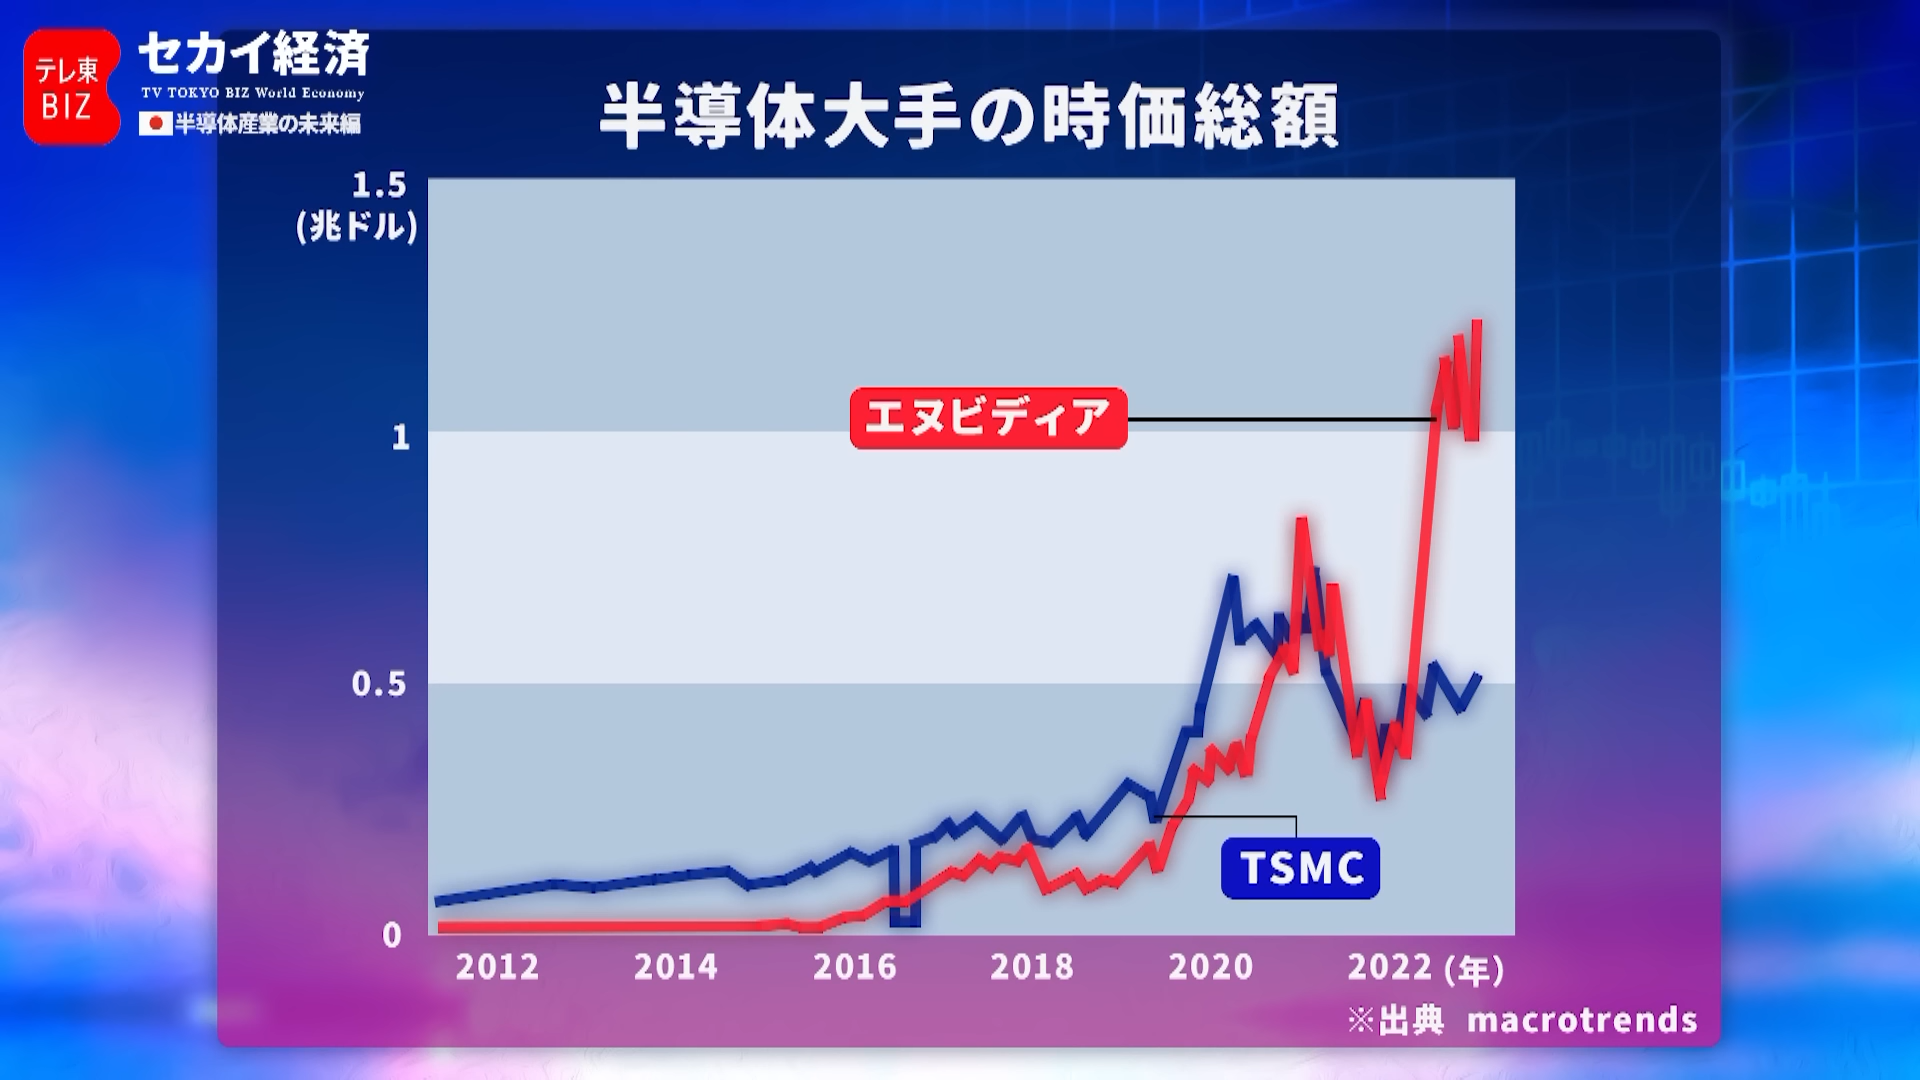 テレ東
BIZ
セカイ経済
TV TOKYO BIZ World Economy
半導体産業の未来編
半導体大手の時価総額
1.5
(兆ドル)
エヌビディア
1
0.5
TSMC
0
2012 2014 2016 2018 2020 2022 (年)
※出典 macrotrends